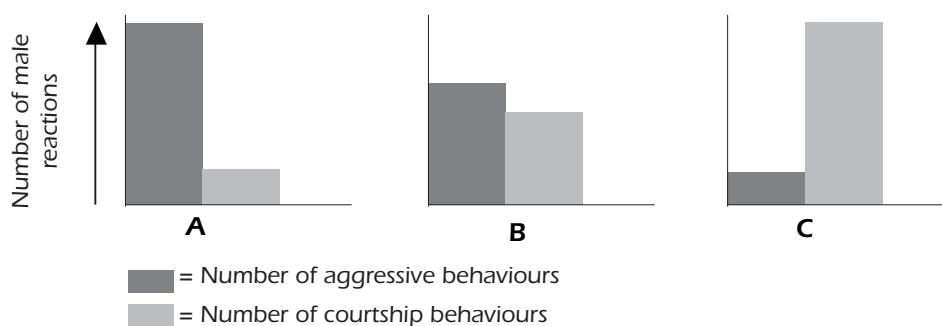 Number of male
reactions
A
B
C
= Number of aggressive behaviours
= Number of courtship behaviours